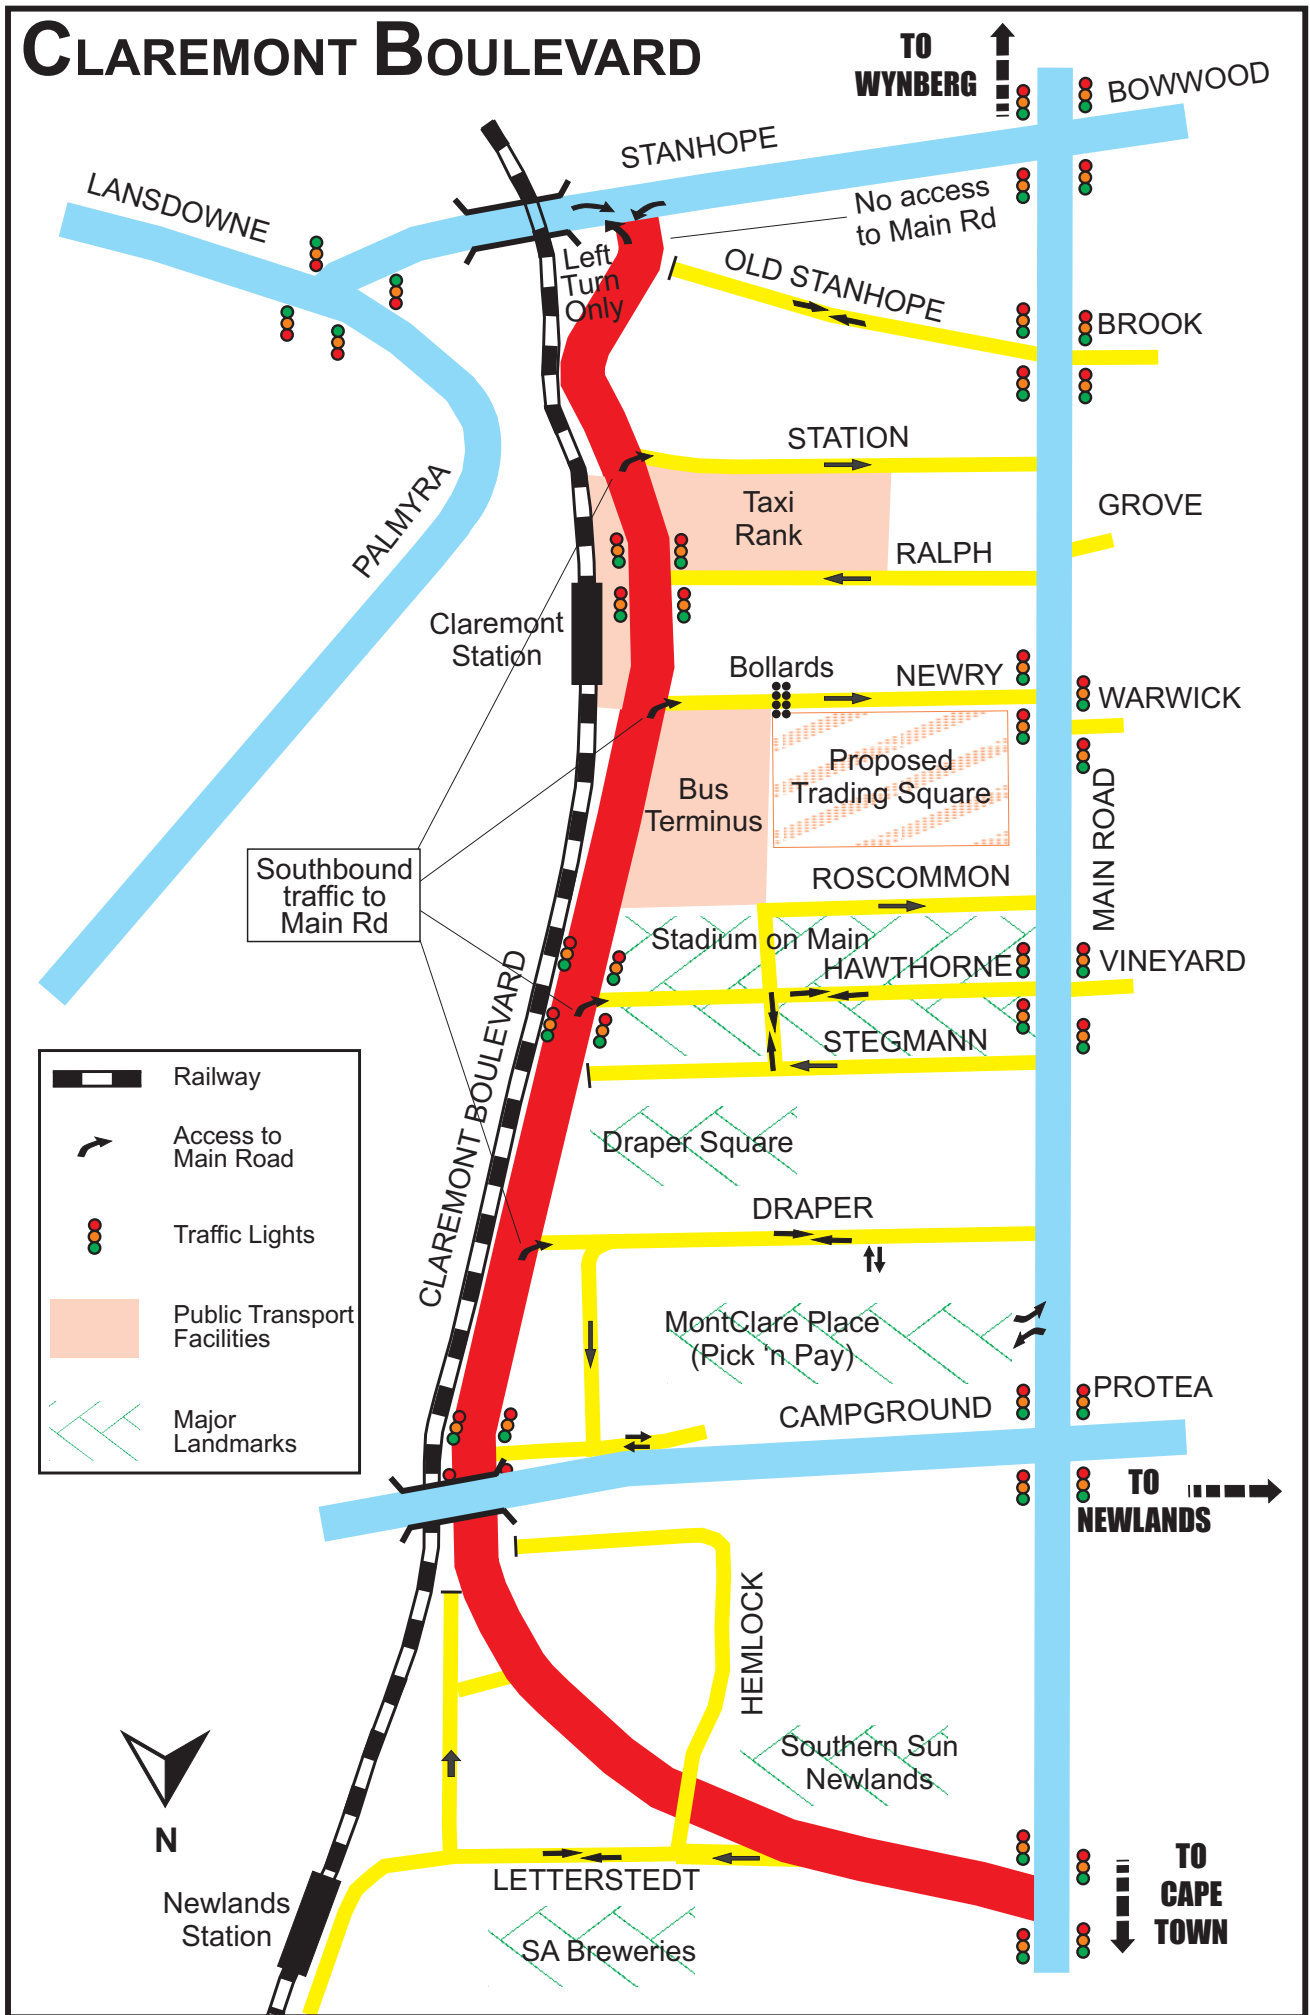 CLAREMONT BOULEVARD
TO
WYNBERG
BOWWOOD
STANHOPE
LANSDOWNE
No access
to Main Rd
Left
Turn
Only
OLD STANHOPE
BROOK
STATION
PALMYRA
Taxi
Rank
GROVE
RALPH
Claremont
Station
Bollards
NEWRY
WARWICK
Proposed
Trading Square
Bus
Terminus
MAIN ROAD
Southbound
traffic to
Main Rd
ROSCOMMON
Stadium on Main
HAWTHORNE
VINEYARD
CLAREMONT BOULEVARD
STEGMANN
Railway
Access to
Main Road
Traffic Lights
Public Transport
Facilities
Major
Landmarks
Draper Square
DRAPER
MontClare Place
(Pick ‘n Pay)
PROTEA
CAMPGROUND
TO
NEWLANDS
HEMLOCK
Southern Sun
Newlands
N
Newlands
Station
LETTERSTEDT
SA Breweries
TO
CAPE
TOWN